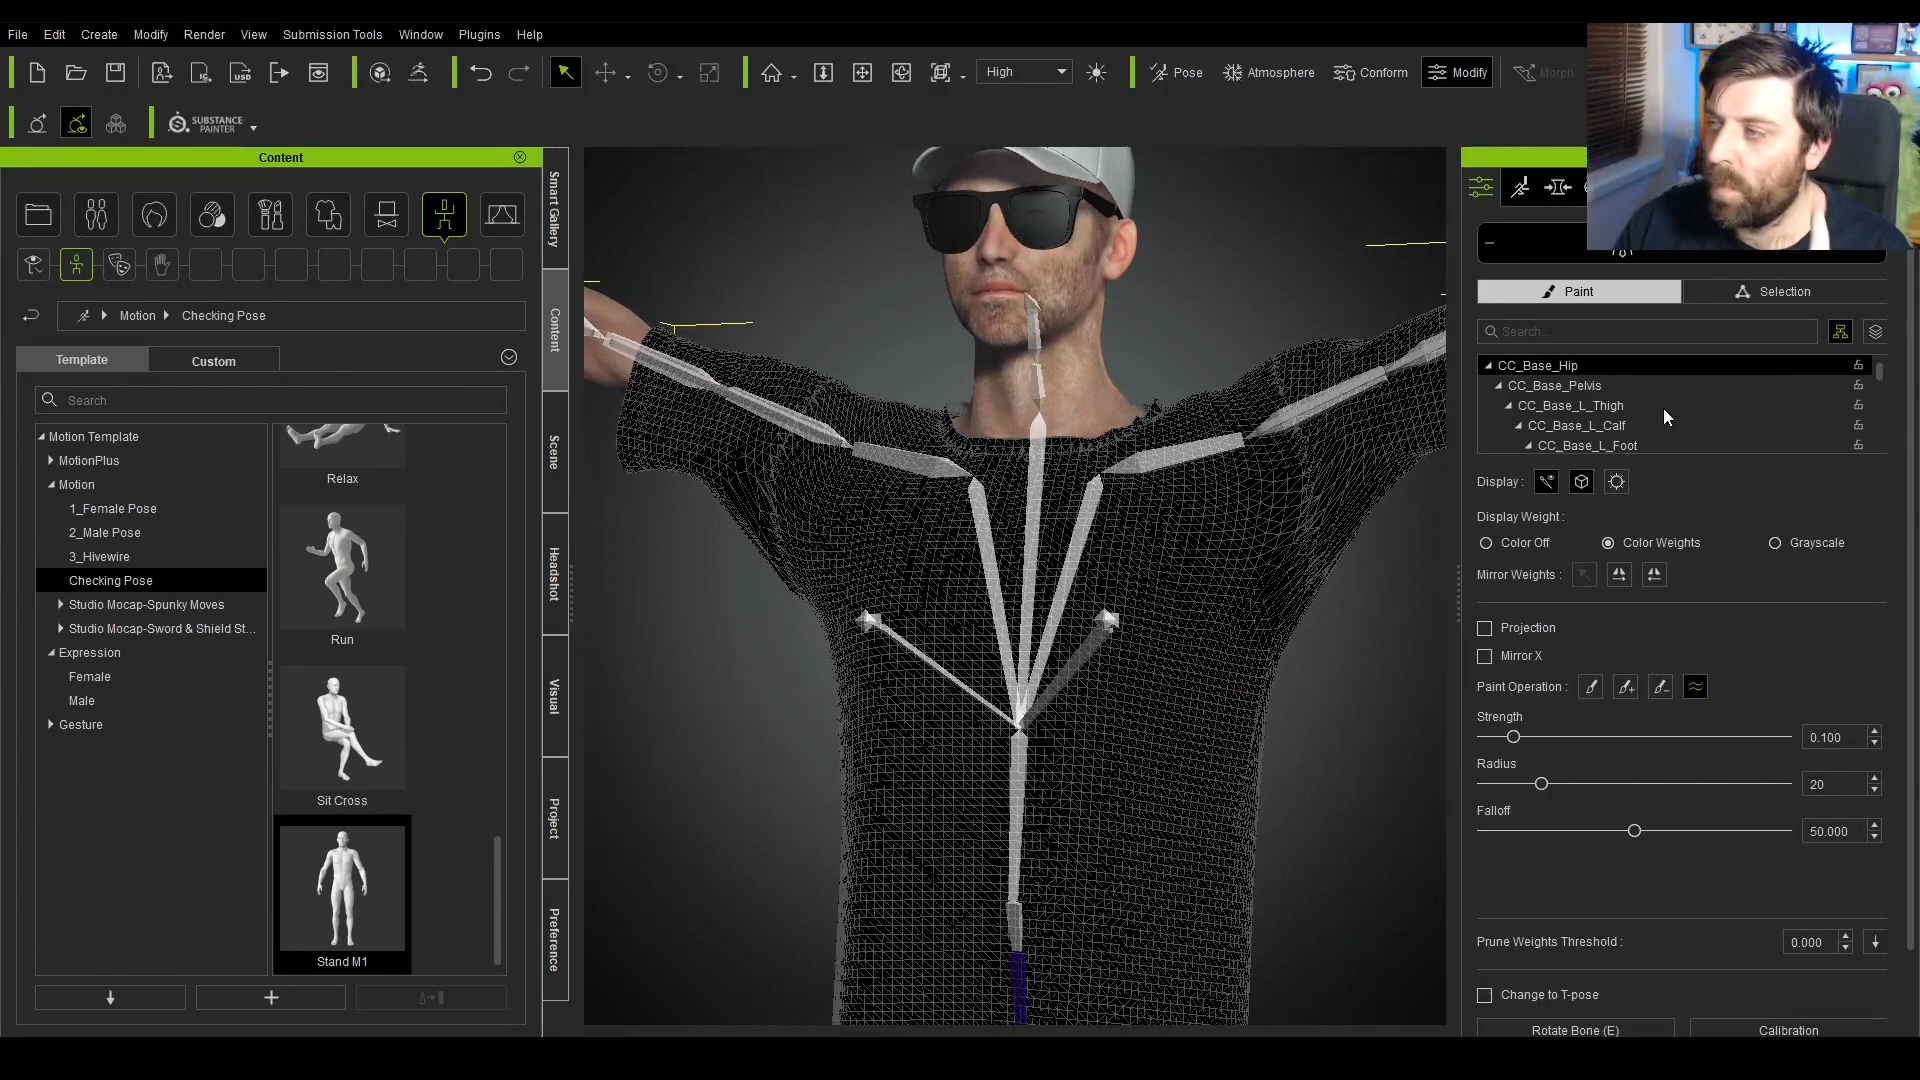 File Edit Create Modify Render View Submission Tools Window Plugins Help
High Pose Atmosphere Conform Modify Morph
SUBSTANCE
PAINTER
Content
Smart Gallery
Content
Scene
Headshot
Visual
Project
Preference
Motion Checking Pose
Template Custom
Search
Motion Template
MotionPlus
Motion
1_Female Pose
2_Male Pose
3_Hivewire
Checking Pose
Studio Mocap-Spunky Moves
Studio Mocap-Sword & Shield St...
Expression
Female
Male
Gesture
Relax
Run
Sit Cross
Stand M1
Paint Selection
Search...
CC_Base_Hip
CC_Base_Pelvis
CC_Base_L_Thigh
CC_Base_L_Calf
CC_Base_L_Foot
Display :
Display Weight :
Color Off Color Weights Grayscale
Mirror Weights :
Projection
Mirror X
Paint Operation :
Strength
0.100
Radius
20
Falloff
50.000
Prune Weights Threshold : 0.000
Change to T-pose
Rotate Bone (E) Calibration